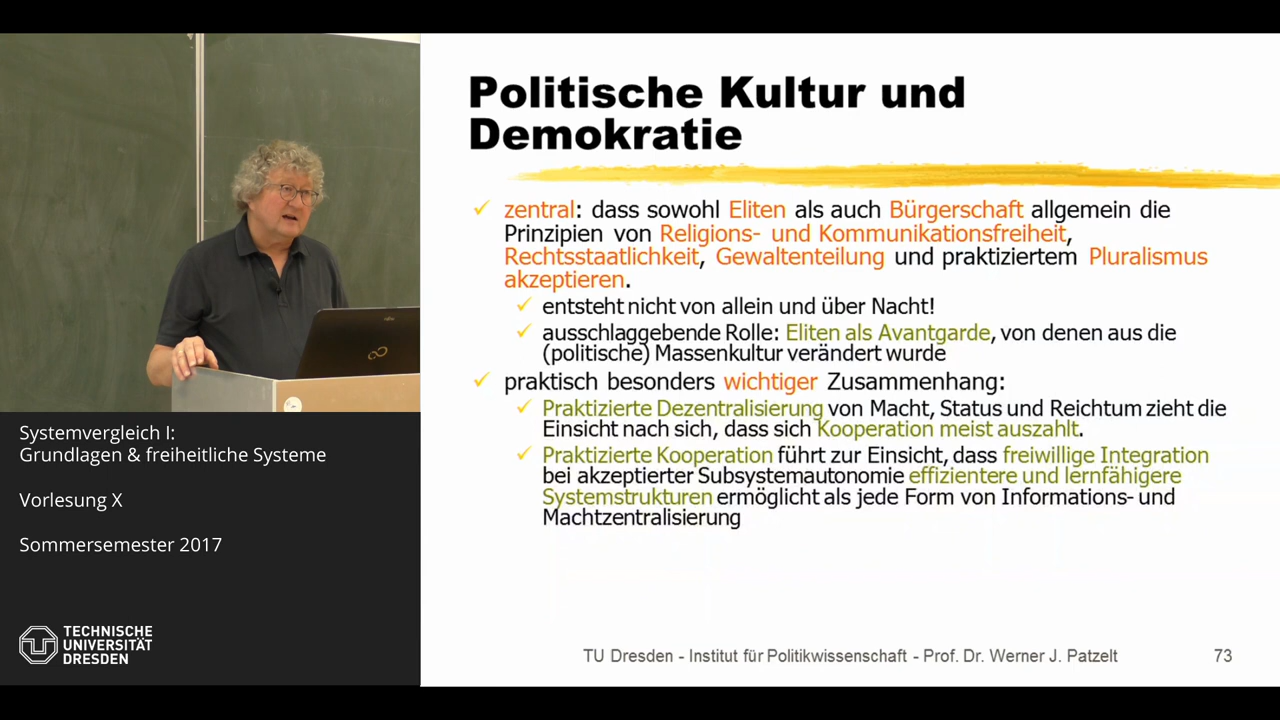 Politische Kultur und
Demokratie
zentral: dass sowohl Eliten als auch Bürgerschaft allgemein die
Prinzipien von Religions- und Kommunikationsfreiheit,
Rechtsstaatlichkeit, Gewaltenteilung und praktiziertem Pluralismus
akzeptieren.
entsteht nicht von allein und über Nacht!
ausschlaggebende Rolle: Eliten als Avantgarde, von denen aus die
(politische) Massenkultur verändert wurde
praktisch besonders wichtiger Zusammenhang:
Praktizierte Dezentralisierung von Macht, Status und Reichtum zieht die
Einsicht nach sich, dass sich Kooperation meist auszahlt.
Praktizierte Kooperation führt zur Einsicht, dass freiwillige Integration
bei akzeptierter Subsystemautonomie effizientere und lernfähigere
Systemstrukturen ermöglicht als jede Form von Informations- und
Machtzentralisierung
TU Dresden - Institut für Politikwissenschaft - Prof. Dr. Werner J. Patzelt
73
Systemvergleich I:
Grundlagen & freiheitliche Systeme
Vorlesung X
Sommersemester 2017
TECHNISCHE
UNIVERSITÄT
DRESDEN